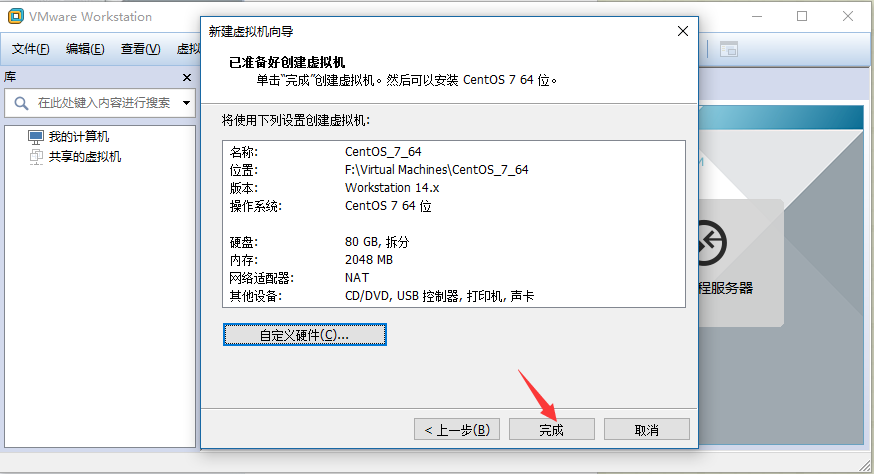 VMware Workstation
文件(F) 编辑(E) 查看(V) 虚拟
库
在此处键入内容进行搜索
我的计算机
共享的虚拟机
新建虚拟机向导
已准备好创建虚拟机
单击“完成”创建虚拟机。然后可以安装 CentOS 7 64 位。
将使用下列设置创建虚拟机:
名称: CentOS_7_64
位置: F:\Virtual Machines\CentOS_7_64
版本: Workstation 14.x
操作系统: CentOS 7 64 位
硬盘: 80 GB, 拆分
内存: 2048 MB
网络适配器: NAT
其他设备: CD/DVD, USB 控制器, 打印机, 声卡
自定义硬件(C)...
< 上一步(B) 完成 取消
M
程服务器